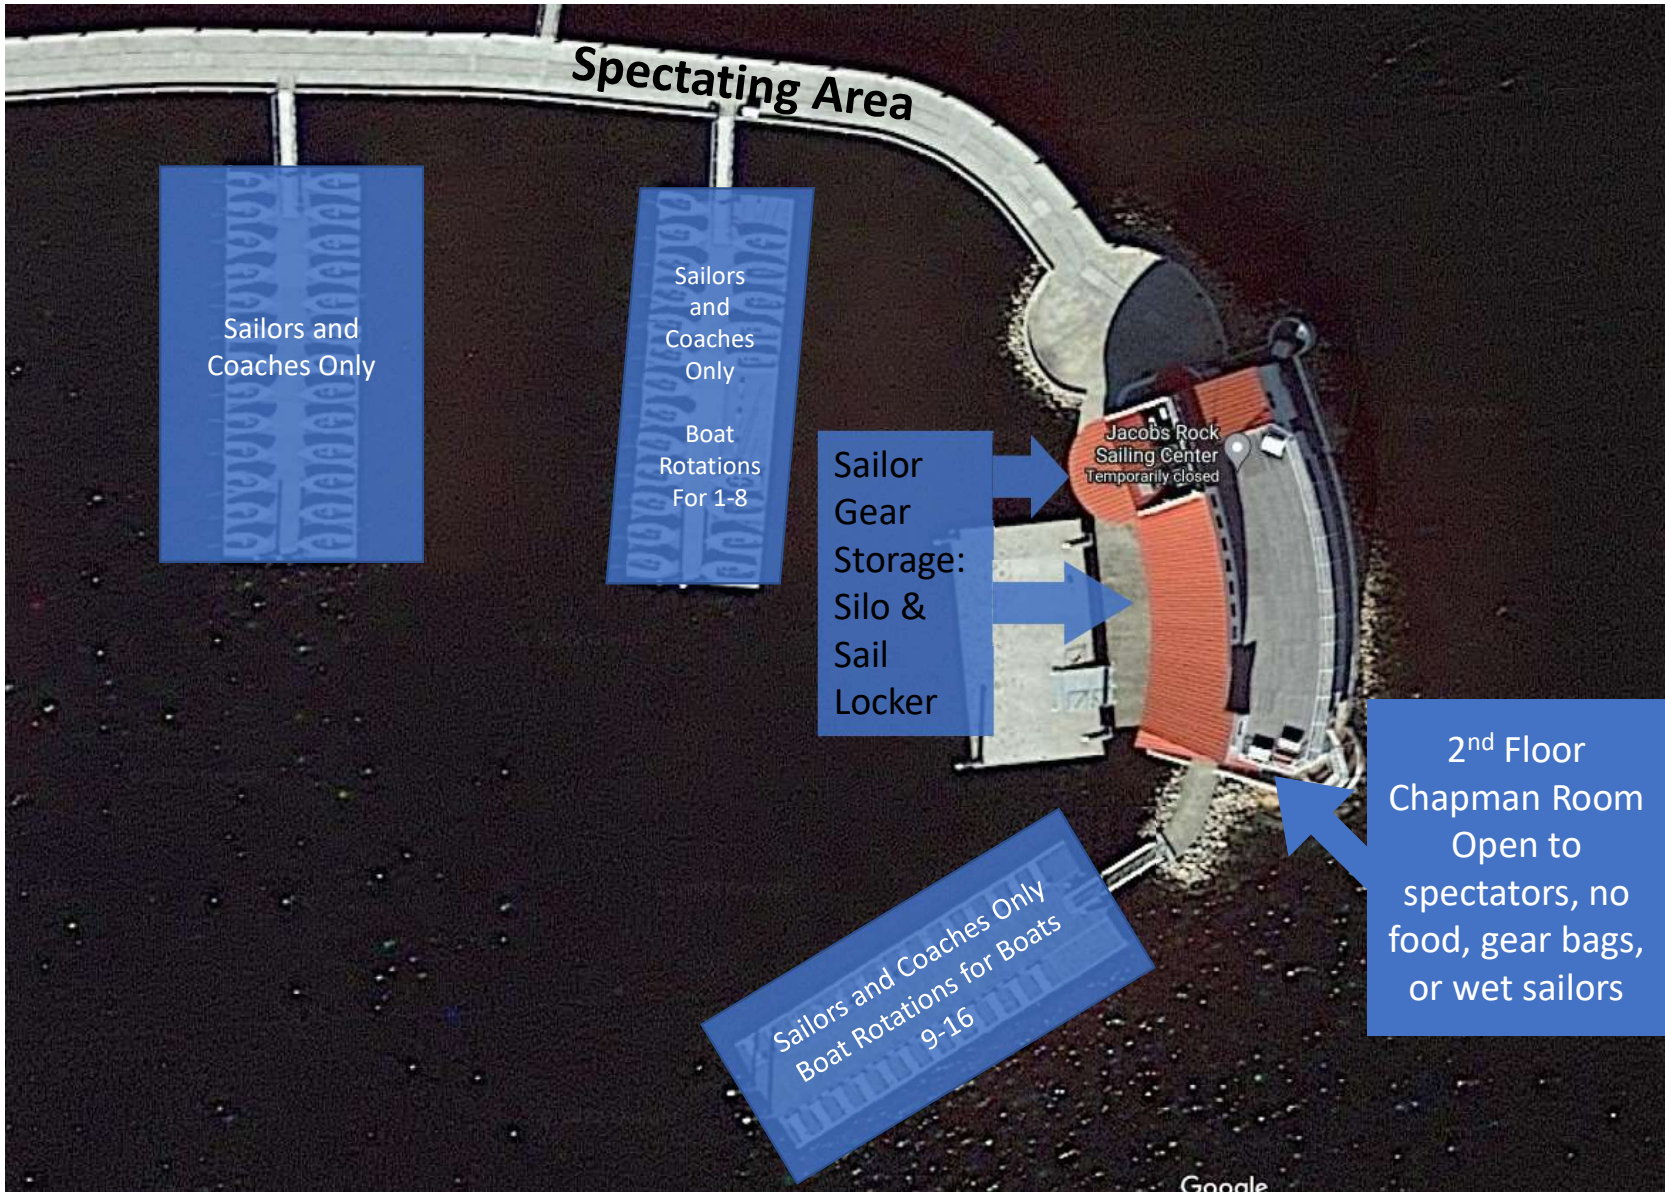 Spectating Area
Sailors and
Coaches Only
Sailors
and
Coaches
Only
Boat
Rotations
For 1-8
Sailor
Gear
Storage:
Silo &
Sail
Locker
Jacobs Rock
Sailing Center
Temporarily closed
2nd Floor
Chapman Room
Open to
spectators, no
food, gear bags,
or wet sailors
Sailors and Coaches Only
Boat Rotations for Boats
9-16
Google